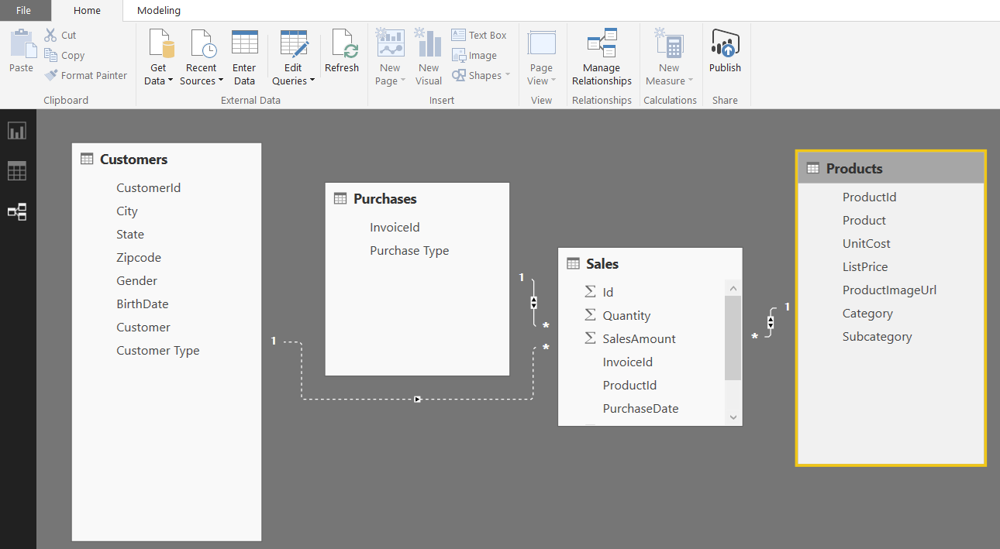 File Home Modeling
Paste
Cut
Copy
Format Painter
Clipboard
Get Data
Recent Sources
Enter Data
Edit Queries
Refresh
External Data
New Page
New Visual
Text Box
Image
Shapes
Insert
Page View
View
Manage Relationships
Relationships
New Measure
Calculations
Publish
Share
Customers
CustomerId
City
State
Zipcode
Gender
BirthDate
Customer
Customer Type
1
Purchases
InvoiceId
Purchase Type
1
*
*
Sales
Σ Id
Σ Quantity
Σ SalesAmount
InvoiceId
ProductId
PurchaseDate
*
1
Products
ProductId
Product
UnitCost
ListPrice
ProductImageUrl
Category
Subcategory